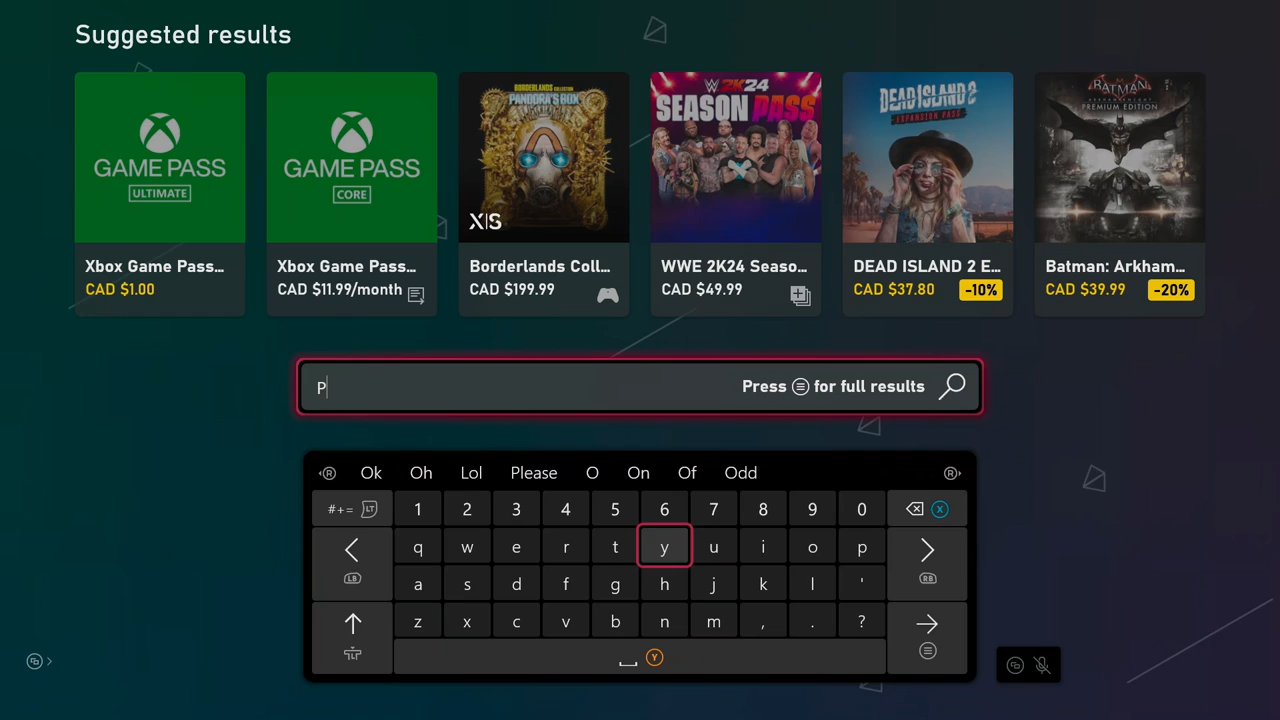 Suggested results
GAME PASS
ULTIMATE
Xbox Game Pass...
CAD $1.00
GAME PASS
CORE
Xbox Game Pass...
CAD $11.99/month
BORDERLANDS COLLECTION
PANDORA'S BOX
X|S
Borderlands Coll...
CAD $199.99
W 2K24
SEASON PASS
WWE 2K24 Seaso...
CAD $49.99
DEAD ISLAND 2
EXPANSION PASS
DEAD ISLAND 2 E...
CAD $37.80
-10%
BATMAN
PREMIUM EDITION
Batman: Arkham...
CAD $39.99
-20%
P
Press for full results
R Ok Oh Lol Please O On Of Odd R
#+= LT 1 2 3 4 5 6 7 8 9 0 X
q w e r t y u i o p
LB a s d f g h j k l ' RB
z x c v b n m , . ?
LT Y